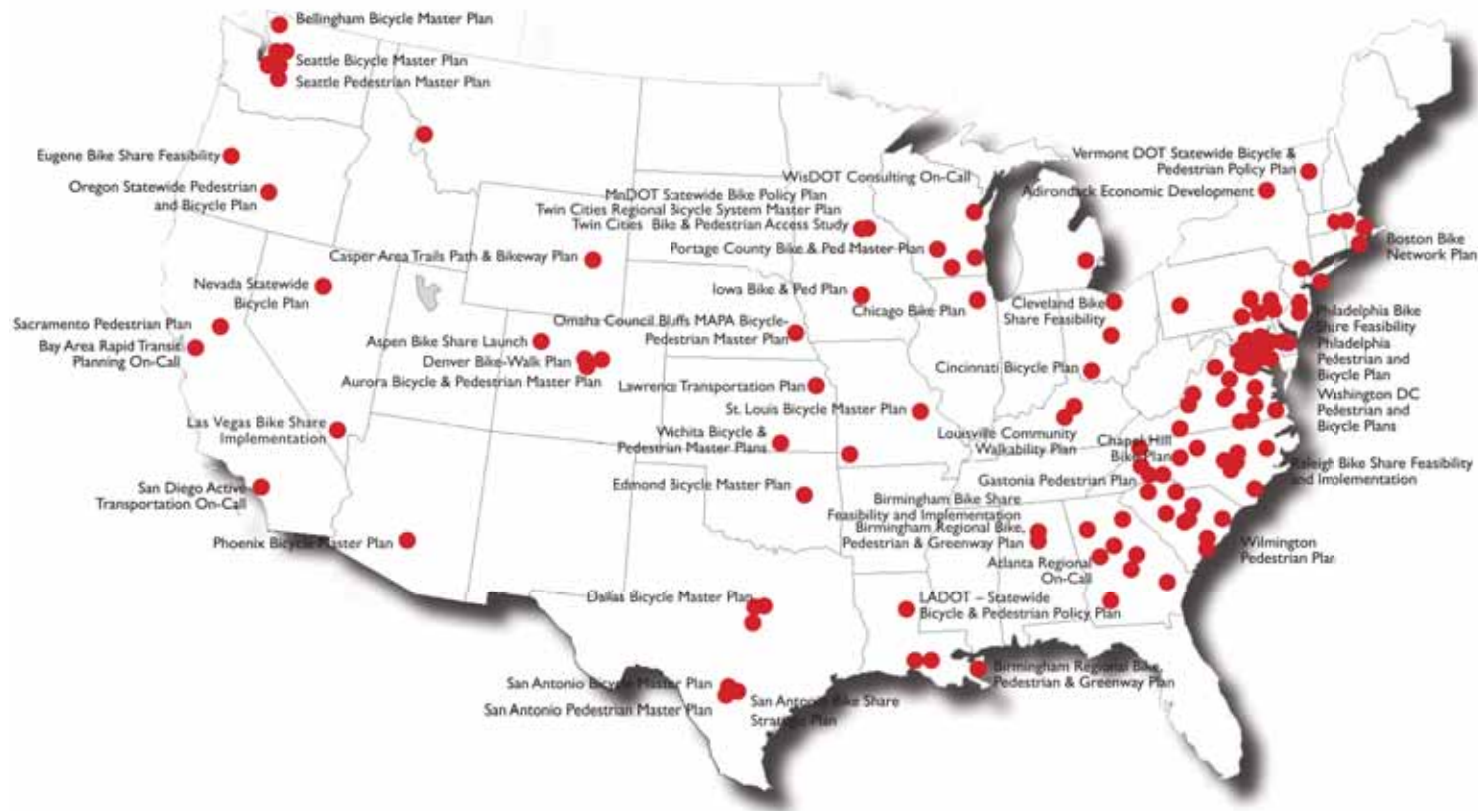 Bellingham Bicycle Master Plan
Seattle Bicycle Master Plan
Seattle Pedestrian Master Plan
Eugene Bike Share Feasibility
Oregon Statewide Pedestrian
and Bicycle Plan
Vermont DOT Statewide Bicycle &
Pedestrian Policy Plan
WisDOT Consulting On-Call
Adirondack Economic Development
MnDOT Statewide Bike Policy Plan
Twin Cities Regional Bicycle System Master Plan
Twin Cities Bike & Pedestrian Access Study
Portage County Bike & Ped Master Plan
Boston Bike
Network Plan
Casper Area Trails Path & Bikeway Plan
Nevada Statewide
Bicycle Plan
Iowa Bike & Ped Plan
Chicago Bike Plan
Cleveland Bike
Share Feasibility
Omaha Council Bluffs MAPA Bicycle-
Pedestrian Master Plan
Philadelphia Bike
Share Feasibility
Philadelphia
Pedestrian and
Bicycle Plan
Sacramento Pedestrian Plan
Bay Area Rapid Transit
Planning On-Call
Aspen Bike Share Launch
Denver Bike-Walk Plan
Aurora Bicycle & Pedestrian Master Plan
Cincinnati Bicycle Plan
Lawrence Transportation Plan
Washington DC
Pedestrian and
Bicycle Plans
St. Louis Bicycle Master Plan
Las Vegas Bike Share
Implementation
Wichita Bicycle &
Pedestrian Master Plans
Louisville Community
Walkability Plan
Chapel Hill
Bike Plan
Raleigh Bike Share Feasibility
and Implementation
Gastonia Pedestrian Plan
San Diego Active
Transportation On-Call
Edmond Bicycle Master Plan
Birmingham Bike Share
Feasibility and Implementation
Birmingham Regional Bike,
Pedestrian & Greenway Plan
Phoenix Bicycle Master Plan
Wilmington
Pedestrian Plan
Atlanta Regional
On-Call
Dallas Bicycle Master Plan
LADOT – Statewide
Bicycle & Pedestrian Policy Plan
Birmingham Regional Bike,
Pedestrian & Greenway Plan
San Antonio Bicycle Master Plan
San Antonio Pedestrian Master Plan
San Antonio Bike Share
Strategic Plan